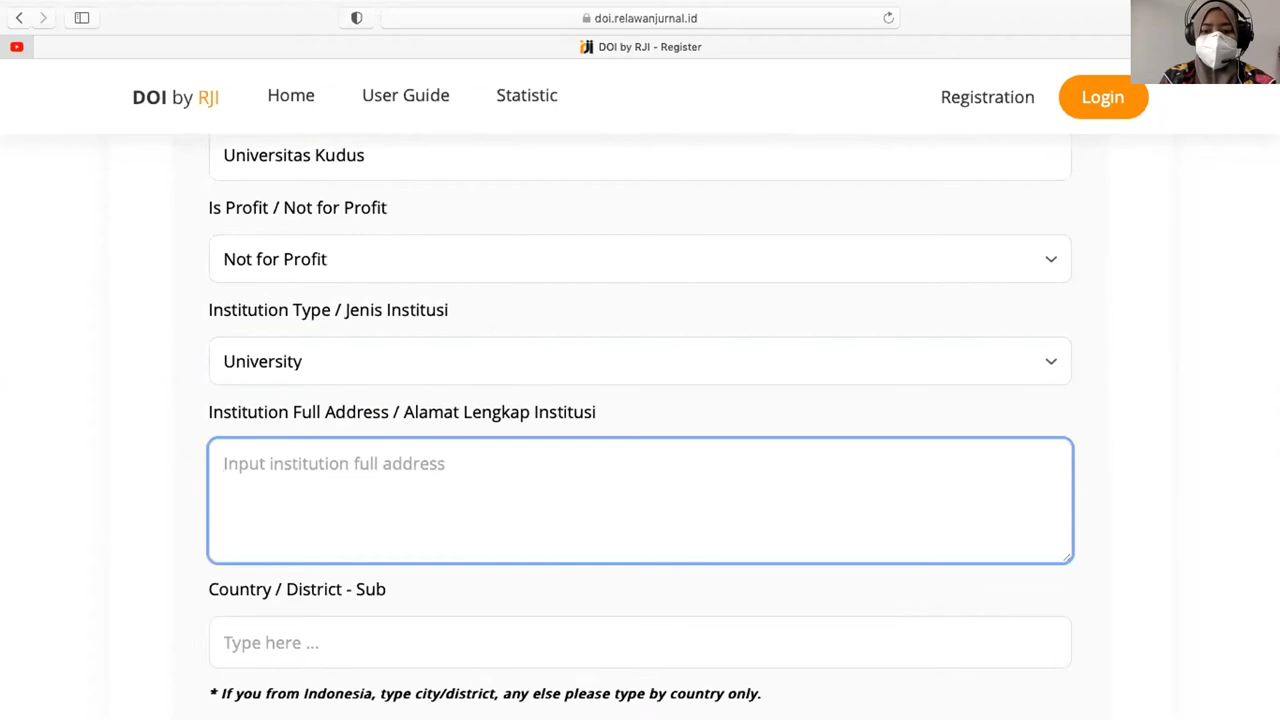 doi.relawanjurnal.id
DOI by RJI - Register
DOI by RJI
Home
User Guide
Statistic
Registration
Login
Universitas Kudus
Is Profit / Not for Profit
Not for Profit
Institution Type / Jenis Institusi
University
Institution Full Address / Alamat Lengkap Institusi
Input institution full address
Country / District - Sub
Type here ...
* If you from Indonesia, type city/district, any else please type by country only.